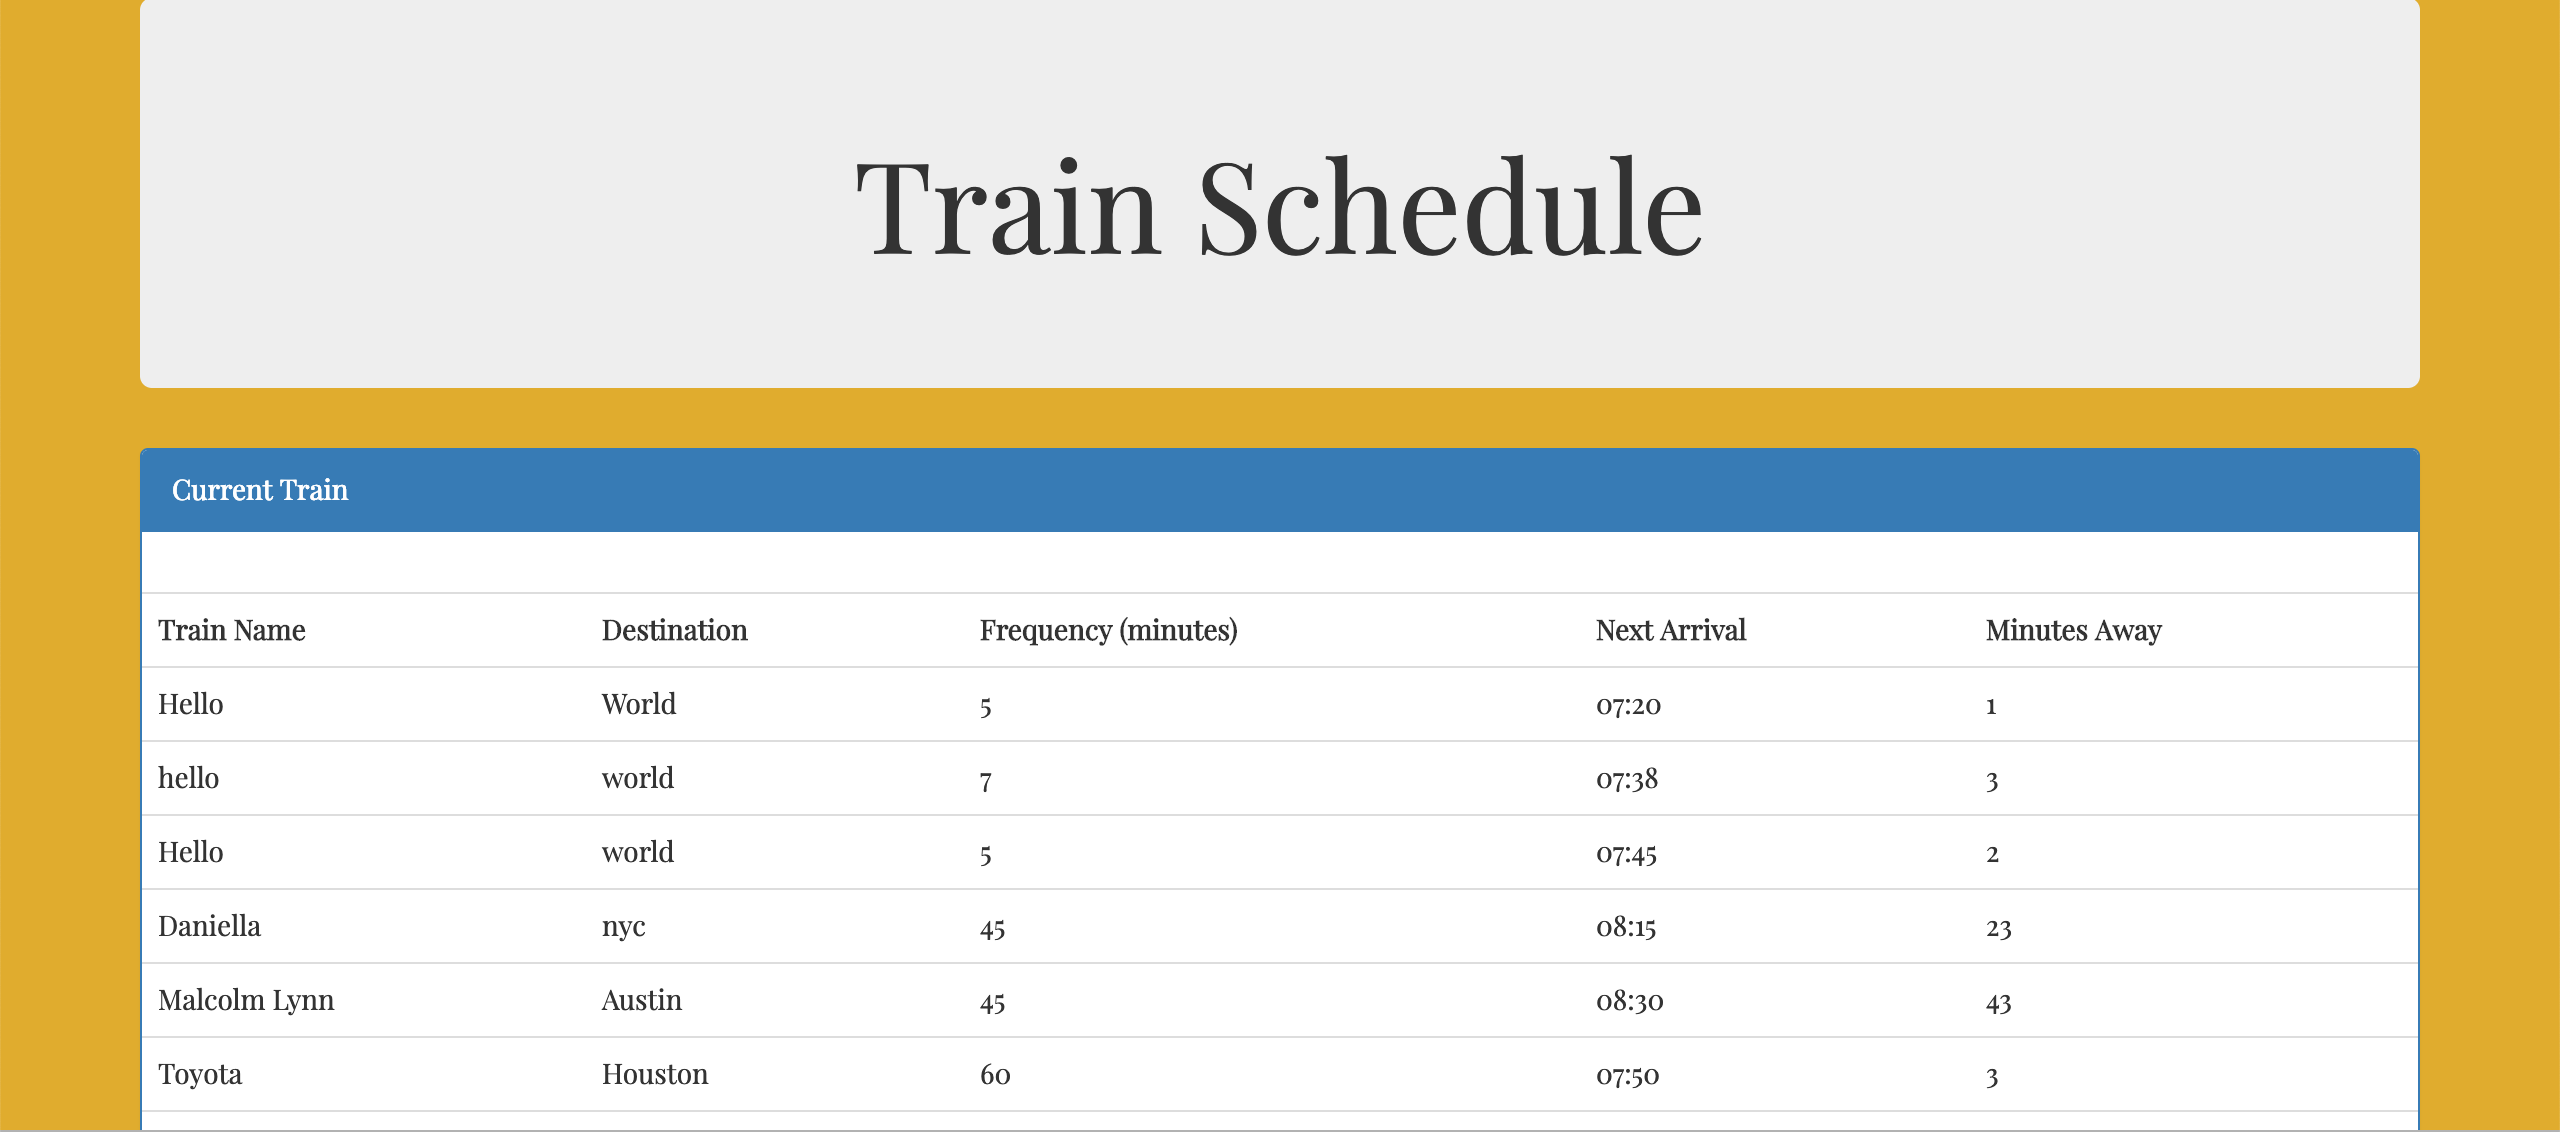 Train Schedule
Current Train
Train Name Destination Frequency (minutes) Next Arrival Minutes Away
Hello World 5 07:20 1
hello world 7 07:38 3
Hello world 5 07:45 2
Daniella nyc 45 08:15 23
Malcolm Lynn Austin 45 08:30 43
Toyota Houston 60 07:50 3